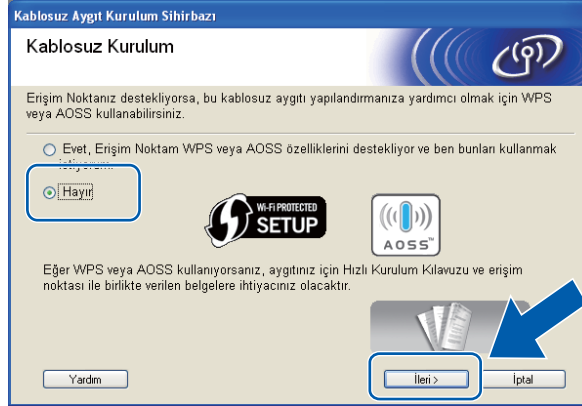 Kablosuz Aygıt Kurulum Sihirbazı
Kablosuz Kurulum
Erişim Noktanız destekliyorsa, bu kablosuz aygıtı yapılandırmanıza yardımcı olmak için WPS
veya AOSS kullanabilirsiniz.
Evet, Erişim Noktam WPS veya AOSS özelliklerini destekliyor ve ben bunları kullanmak
istiyorum.
Hayır
Wi-Fi PROTECTED
SETUP
AOSS™
Eğer WPS veya AOSS kullanıyorsanız, aygıtınız için Hızlı Kurulum Kılavuzu ve erişim
noktası ile birlikte verilen belgelere ihtiyacınız olacaktır.
Yardım
İleri >
İptal